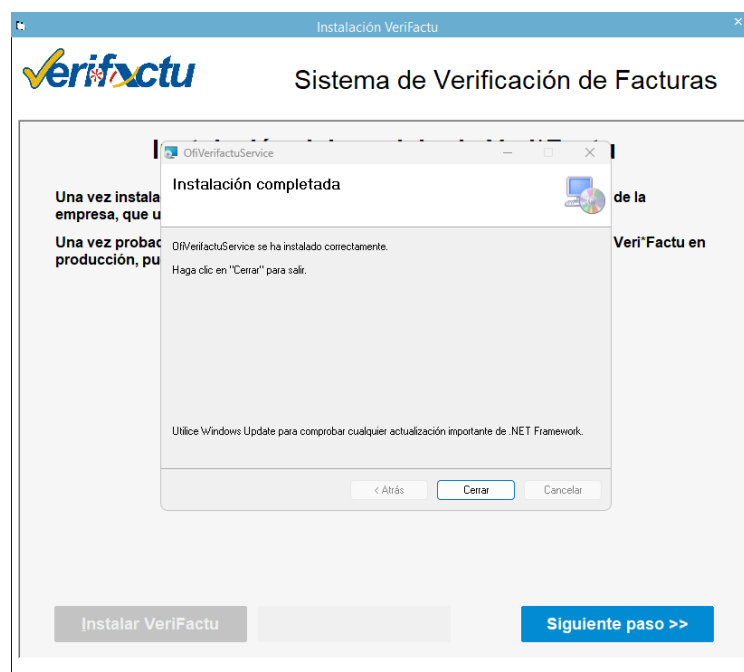 Instalación VeriFactu
Verifactu
Sistema de Verificación de Facturas
OfiVerifactuService
Instalación completada
Una vez instala
de la
empresa, que u
Una vez probad
Veri*Factu en
producción, pu
OfiVerifactuService se ha instalado correctamente.
Haga clic en "Cerrar" para salir.
Utilice Windows Update para comprobar cualquier actualización importante de .NET Framework.
< Atrás
Cerrar
Cancelar
Instalar VeriFactu
Siguiente paso >>